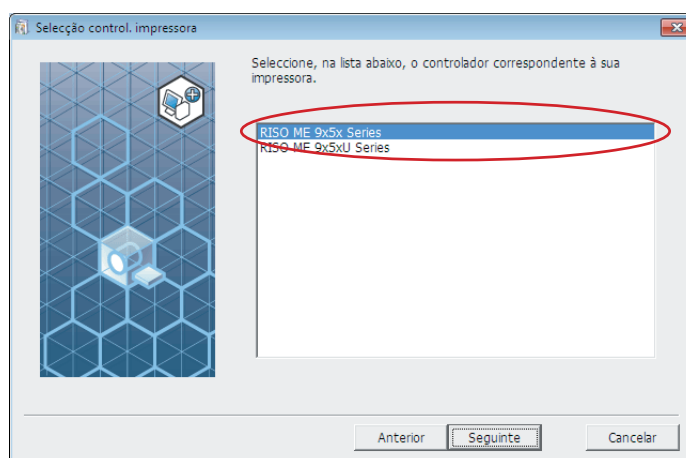 Selecção control. impressora
Seleccione, na lista abaixo, o controlador correspondente à sua
impressora.
RISO ME 9x5x Series
RISO ME 9x5xU Series
Anterior
Seguinte
Cancelar